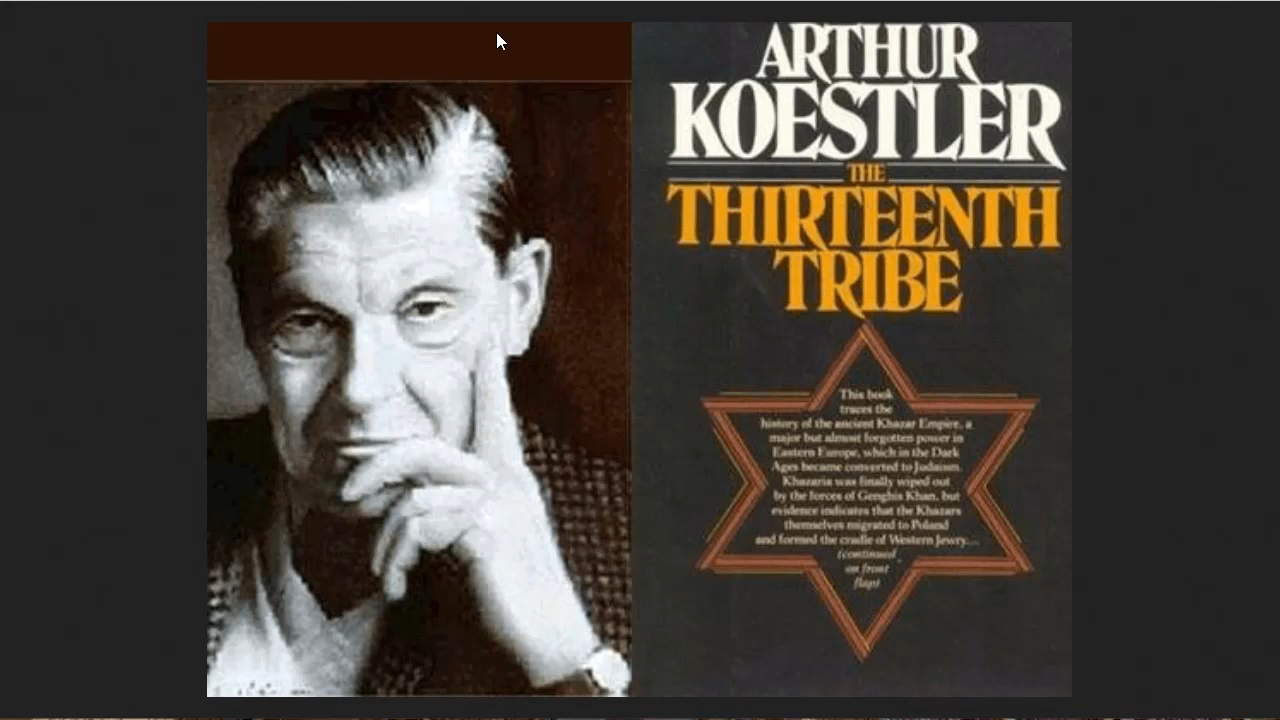 ARTHUR
KOESTLER
THE
THIRTEENTH
TRIBE
This book
traces the
history of the ancient Khazar Empire, a
major but almost forgotten power in
Eastern Europe, which in the Dark
Ages became converted to Judaism.
Khazaria was finally wiped out
by the forces of Genghis Khan, but
evidence indicates that the Khazars
themselves migrated to Poland
and formed the cradle of Western Jewry...
(continued
on front
flap)